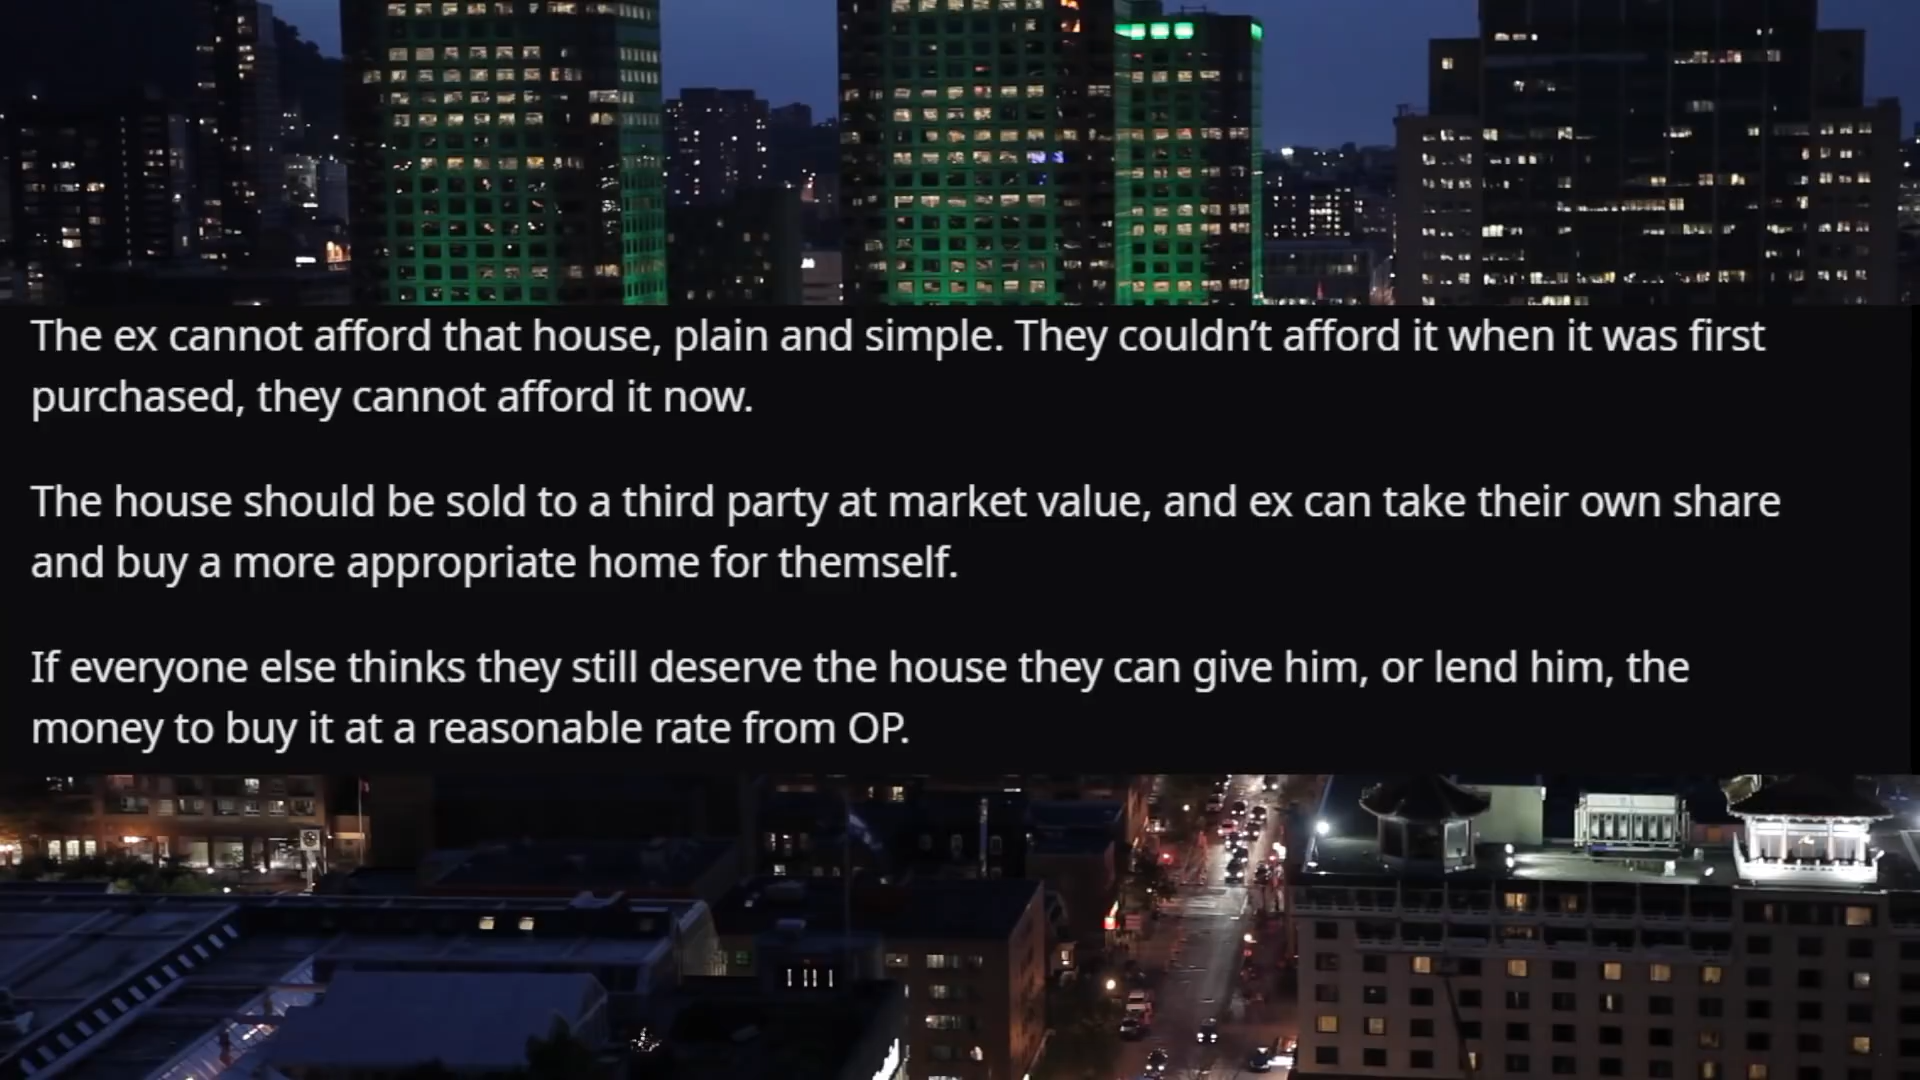 The ex cannot afford that house, plain and simple. They couldn’t afford it when it was first
purchased, they cannot afford it now.
The house should be sold to a third party at market value, and ex can take their own share
and buy a more appropriate home for themself.
If everyone else thinks they still deserve the house they can give him, or lend him, the
money to buy it at a reasonable rate from OP.